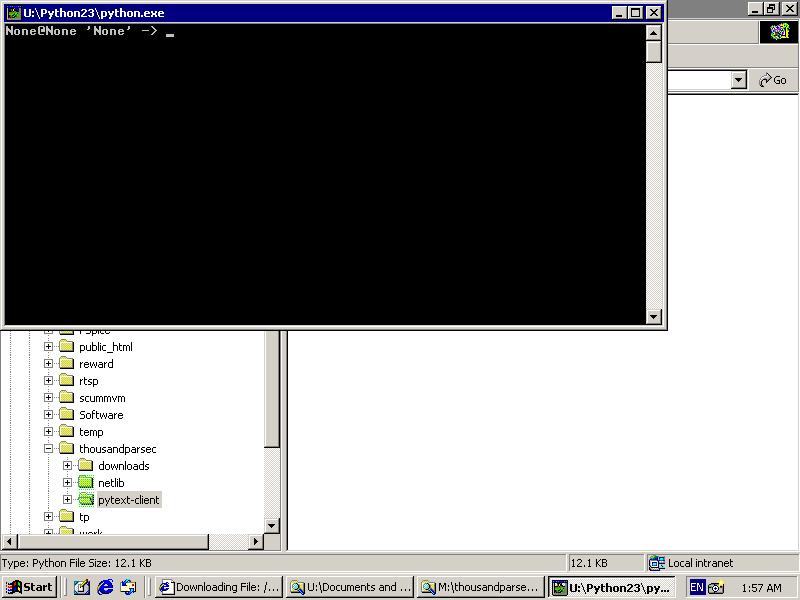 U:\Python23\python.exe
None@None 'None' ->
Go
public_html
reward
rtsp
scummvm
Software
temp
thousandparsec
downloads
netlib
pytext-client
tp
Type: Python File Size: 12.1 KB
12.1 KB
Local intranet
Start
Downloading File: /...
U:\Documents and ...
M:\thousandparse...
U:\Python23\py...
EN
1:57 AM